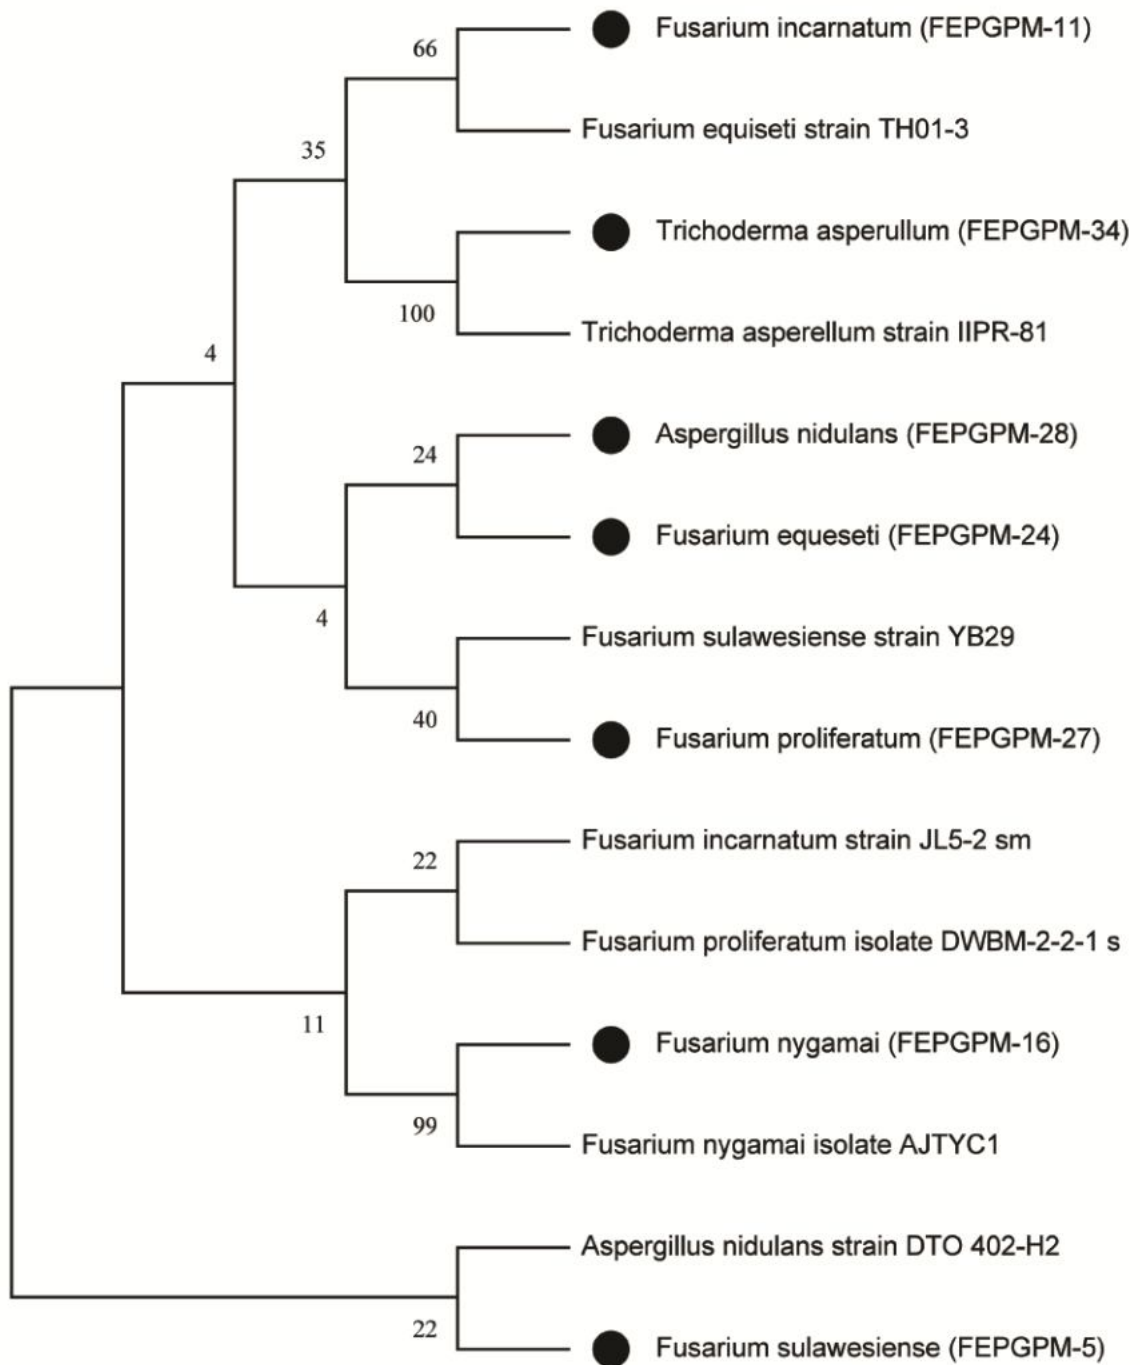 66
Fusarium incarnatum (FEPGPM-11)
Fusarium equiseti strain TH01-3
35
Trichoderma asperullum (FEPGPM-34)
100
Trichoderma asperellum strain IIPR-81
4
Aspergillus nidulans (FEPGPM-28)
24
Fusarium equeseti (FEPGPM-24)
4
Fusarium sulawesiense strain YB29
40
Fusarium proliferatum (FEPGPM-27)
Fusarium incarnatum strain JL5-2 sm
22
Fusarium proliferatum isolate DWBM-2-2-1 s
11
Fusarium nygamai (FEPGPM-16)
99
Fusarium nygamai isolate AJTYC1
Aspergillus nidulans strain DTO 402-H2
22
Fusarium sulawesiense (FEPGPM-5)